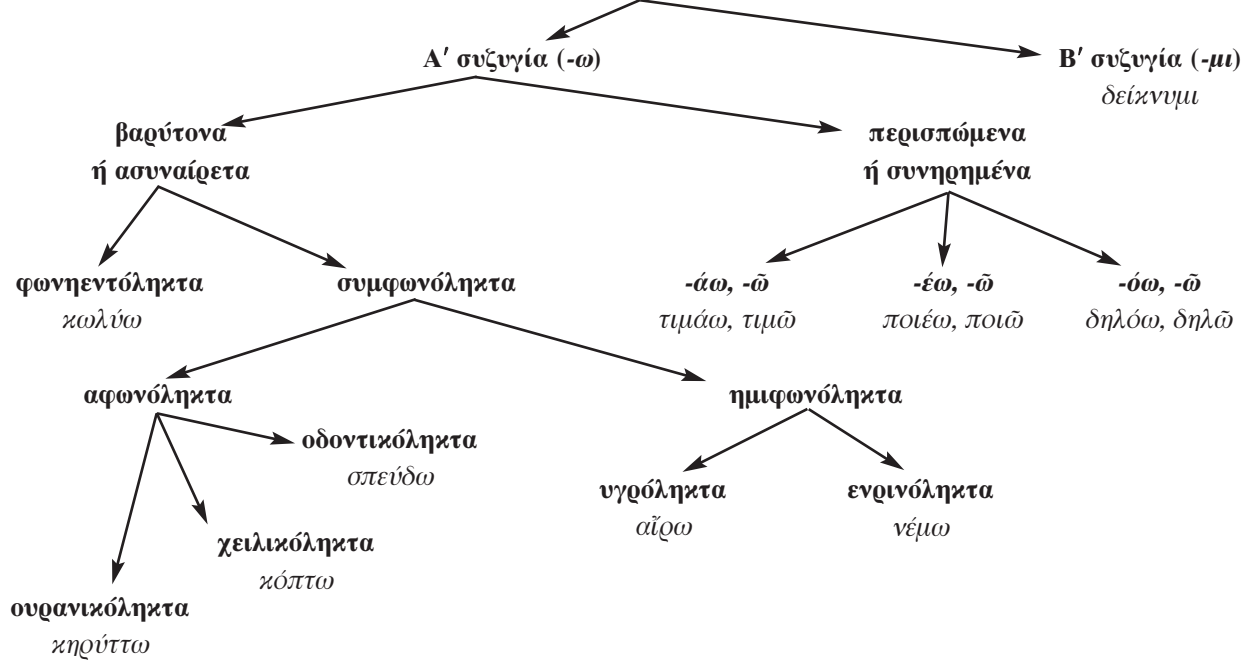 Α′ συζυγία (-ω)
Β′ συζυγία (-μι)
δείκνυμι
βαρύτονα
ή ασυναίρετα
περισπώμενα
ή συνηρημένα
φωνηεντόληκτα
κωλύω
συμφωνόληκτα
-άω, -ῶ
τιμάω, τιμῶ
-έω, -ῶ
ποιέω, ποιῶ
-όω, -ῶ
δηλόω, δηλῶ
αφωνόληκτα
ημιφωνόληκτα
οδοντικόληκτα
σπεύδω
υγρόληκτα
αἴρω
ενρινόληκτα
νέμω
χειλικόληκτα
κόπτω
ουρανικόληκτα
κηρύττω